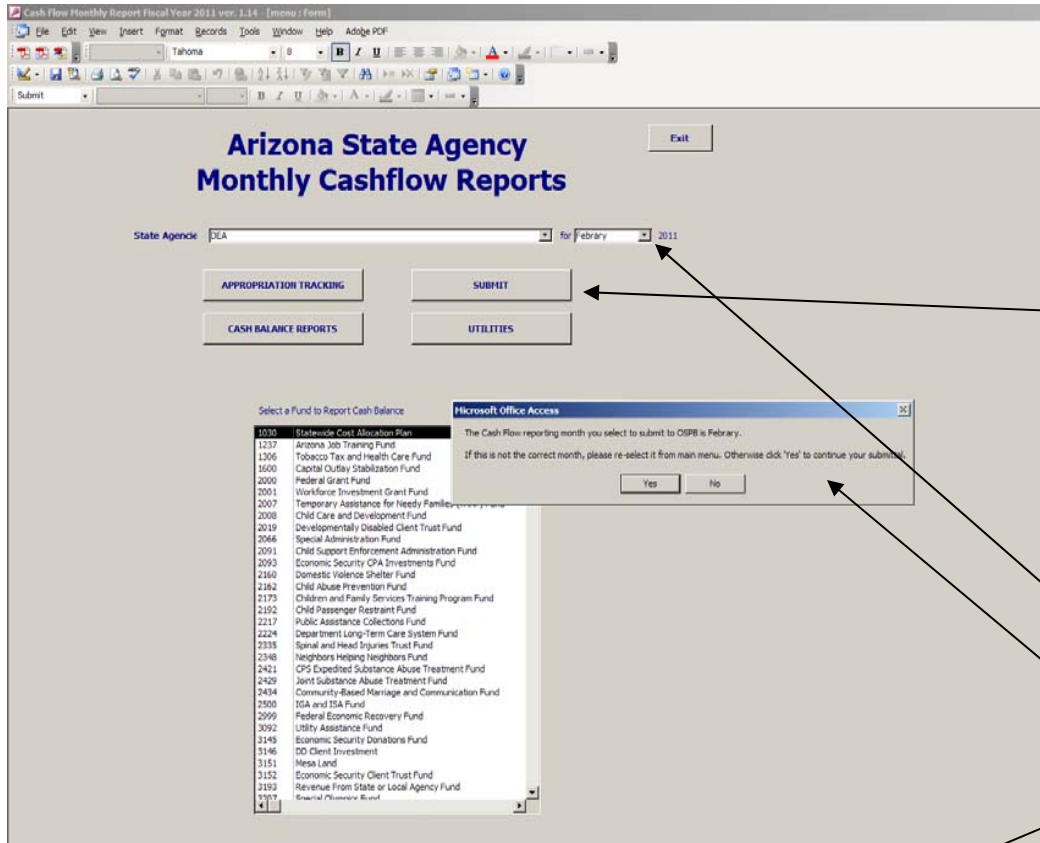 Cash Flow Monthly Report Fiscal Year 2011 ver. 1.14 - [menu : Form]
File Edit View Insert Format Records Tools Window Help Adobe PDF
Tahoma 8 B I U
Submit B I U
Arizona State Agency
Monthly Cashflow Reports
Exit
State Agencie DEA for Febrary 2011
APPROPRIATION TRACKING SUBMIT
CASH BALANCE REPORTS UTILITIES
Select a Fund to Report Cash Balance
1030 Statewide Cost Allocation Plan
1237 Arizona Job Training Fund
1306 Tobacco Tax and Health Care Fund
1600 Capital Outlay Stabilization Fund
2000 Federal Grant Fund
2001 Workforce Investment Grant Fund
2007 Temporary Assistance for Needy Families
2008 Child Care and Development Fund
2019 Developmentally Disabled Client Trust Fund
2066 Special Administration Fund
2091 Child Support Enforcement Administration Fund
2093 Economic Security CPA Investments Fund
2160 Domestic Violence Shelter Fund
2162 Child Abuse Prevention Fund
2173 Children and Family Services Training Program Fund
2192 Child Passenger Restraint Fund
2217 Public Assistance Collections Fund
2224 Department Long-Term Care System Fund
2335 Spinal and Head Injuries Trust Fund
2348 Neighbors Helping Neighbors Fund
2421 CPS Expedited Substance Abuse Treatment Fund
2429 Joint Substance Abuse Treatment Fund
2434 Community-Based Marriage and Communication Fund
2500 IGA and ISA Fund
2999 Federal Economic Recovery Fund
3092 Utility Assistance Fund
3145 Economic Security Donations Fund
3146 DD Client Investment
3151 Mesa Land
3152 Economic Security Client Trust Fund
3193 Revenue From State or Local Agency Fund
3207 Special Olympics Fund
Microsoft Office Access
The Cash Flow reporting month you select to submit to OSPB is Febrary.
If this is not the correct month, please re-select it from main menu. Otherwise click 'Yes' to continue your submittal.
Yes No